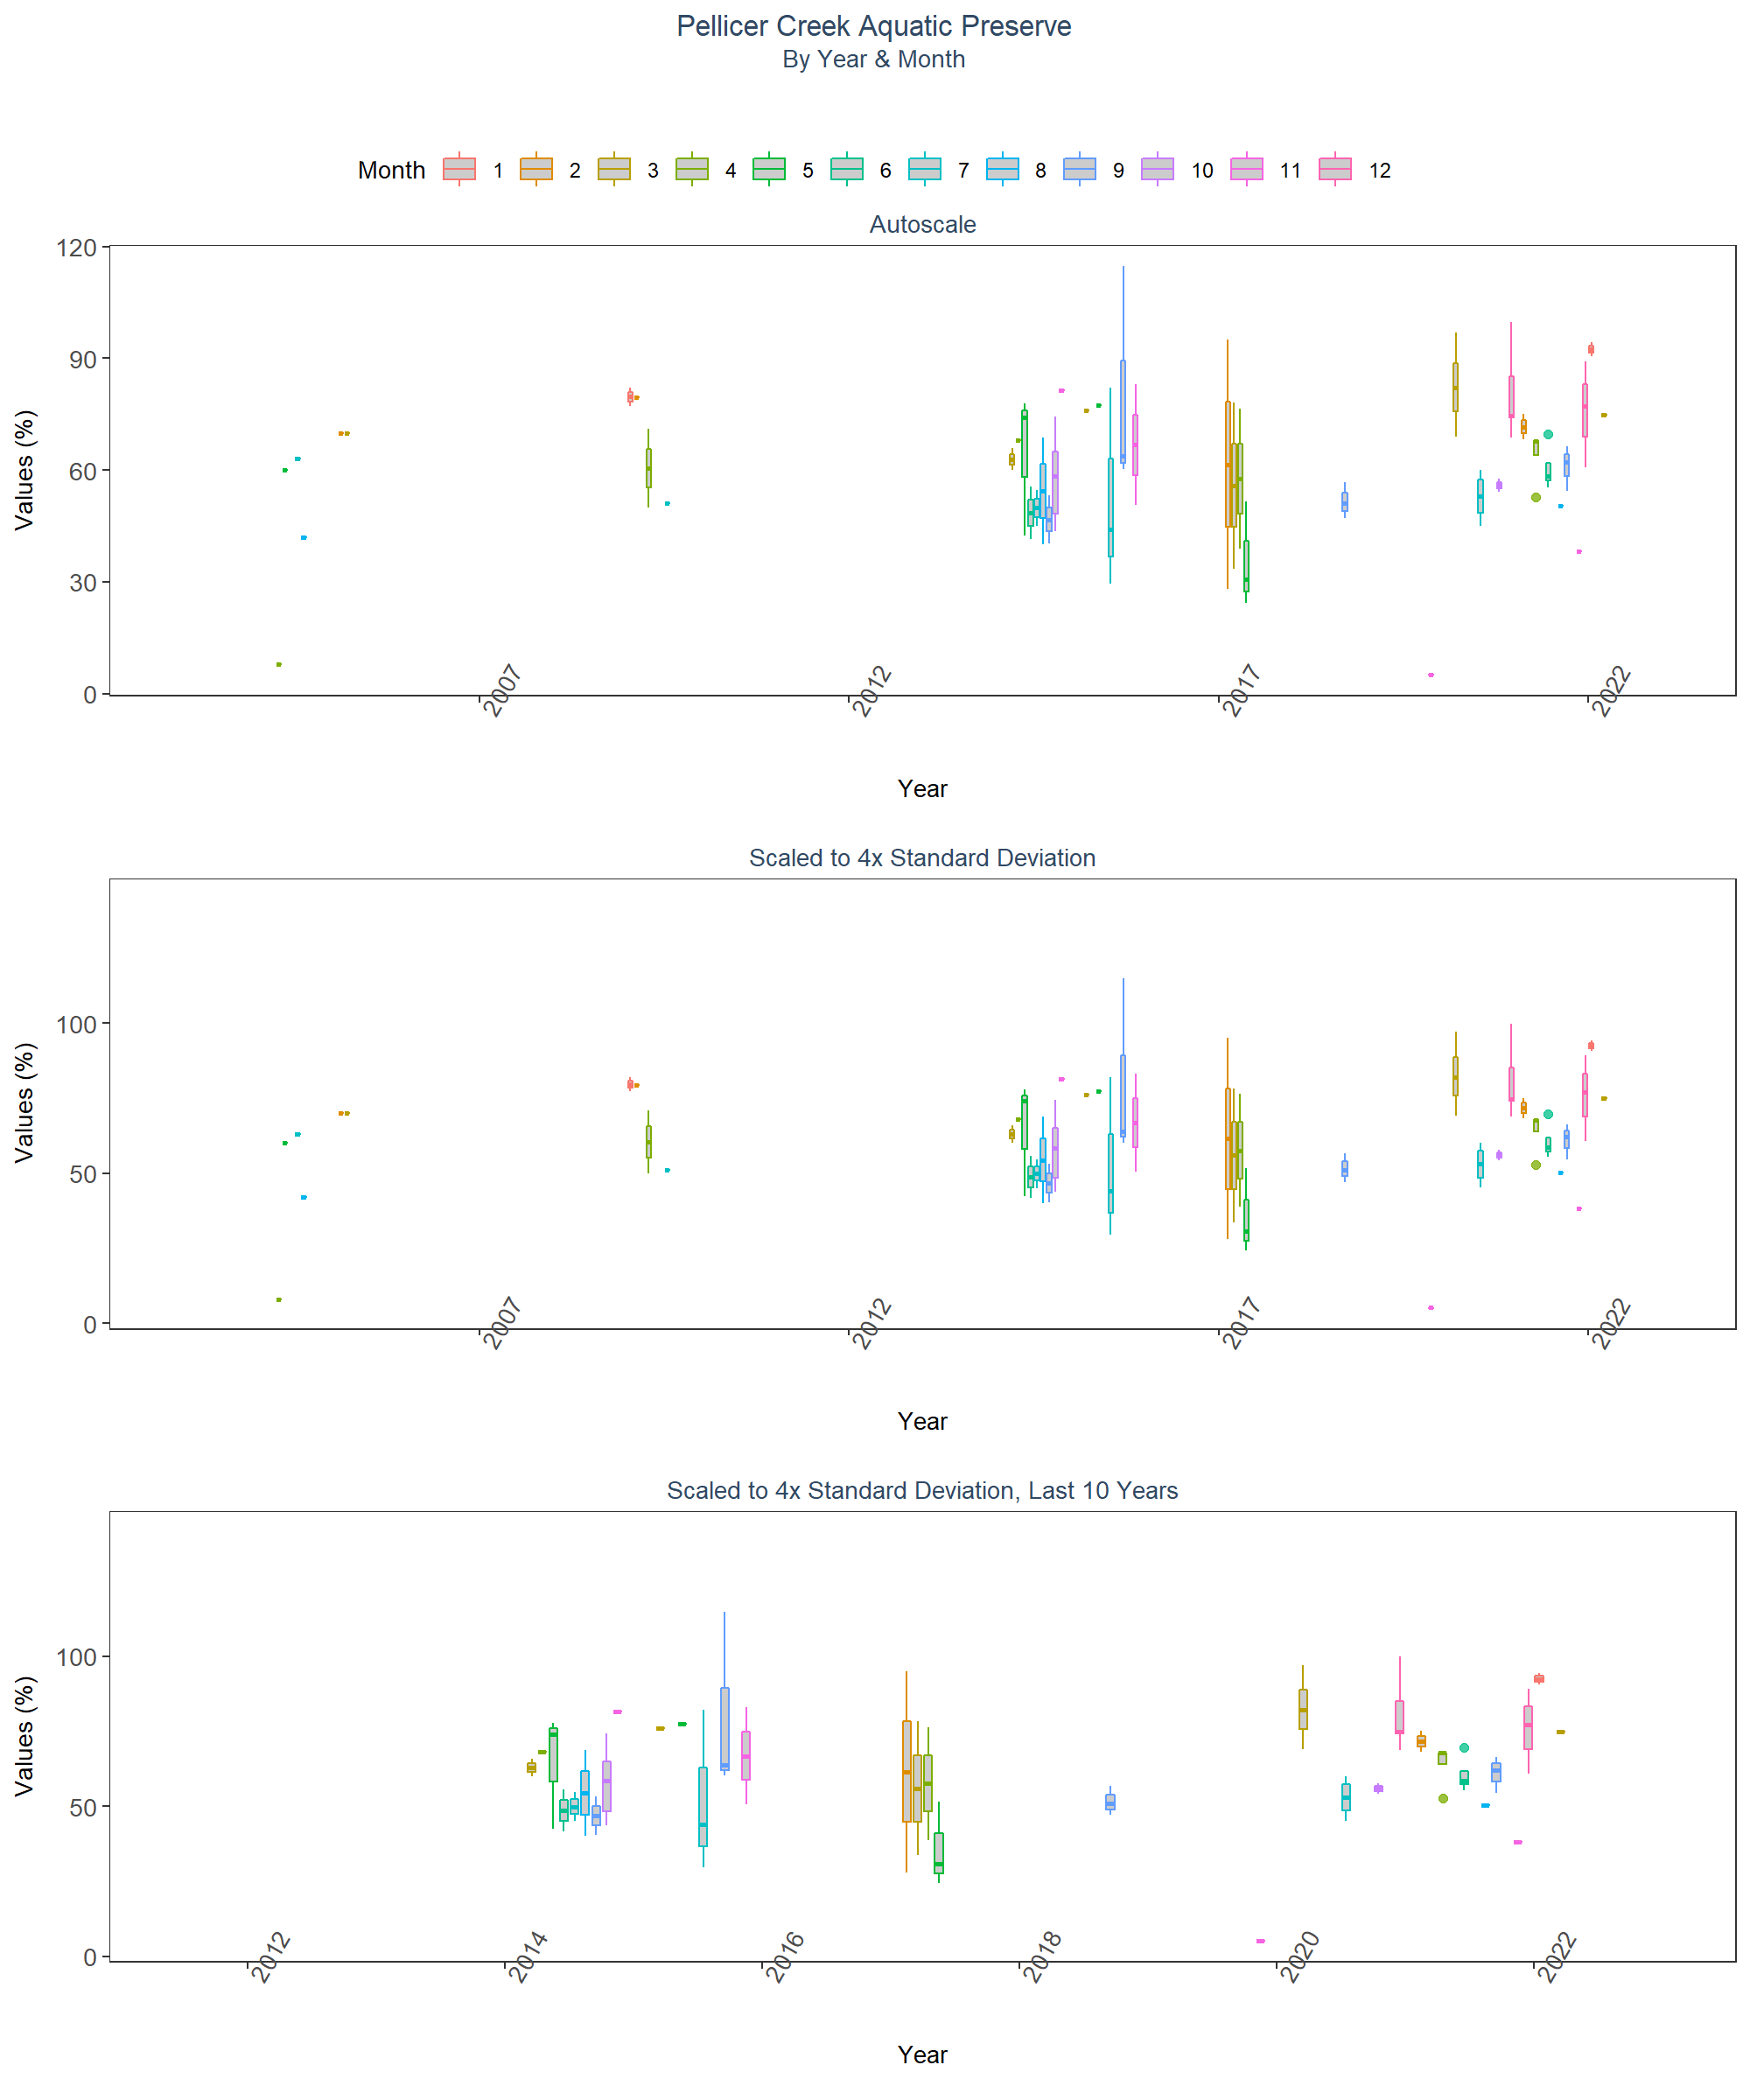 Pellicer Creek Aquatic Preserve
By Year & Month
Month 1 2 3 4 5 6 7 8 9 10 11 12
Autoscale
Values (%)
120
90
60
30
0
2007 2012 2017 2022
Year
Scaled to 4x Standard Deviation
Values (%)
100
50
0
2007 2012 2017 2022
Year
Scaled to 4x Standard Deviation, Last 10 Years
Values (%)
100
50
0
2012 2014 2016 2018 2020 2022
Year